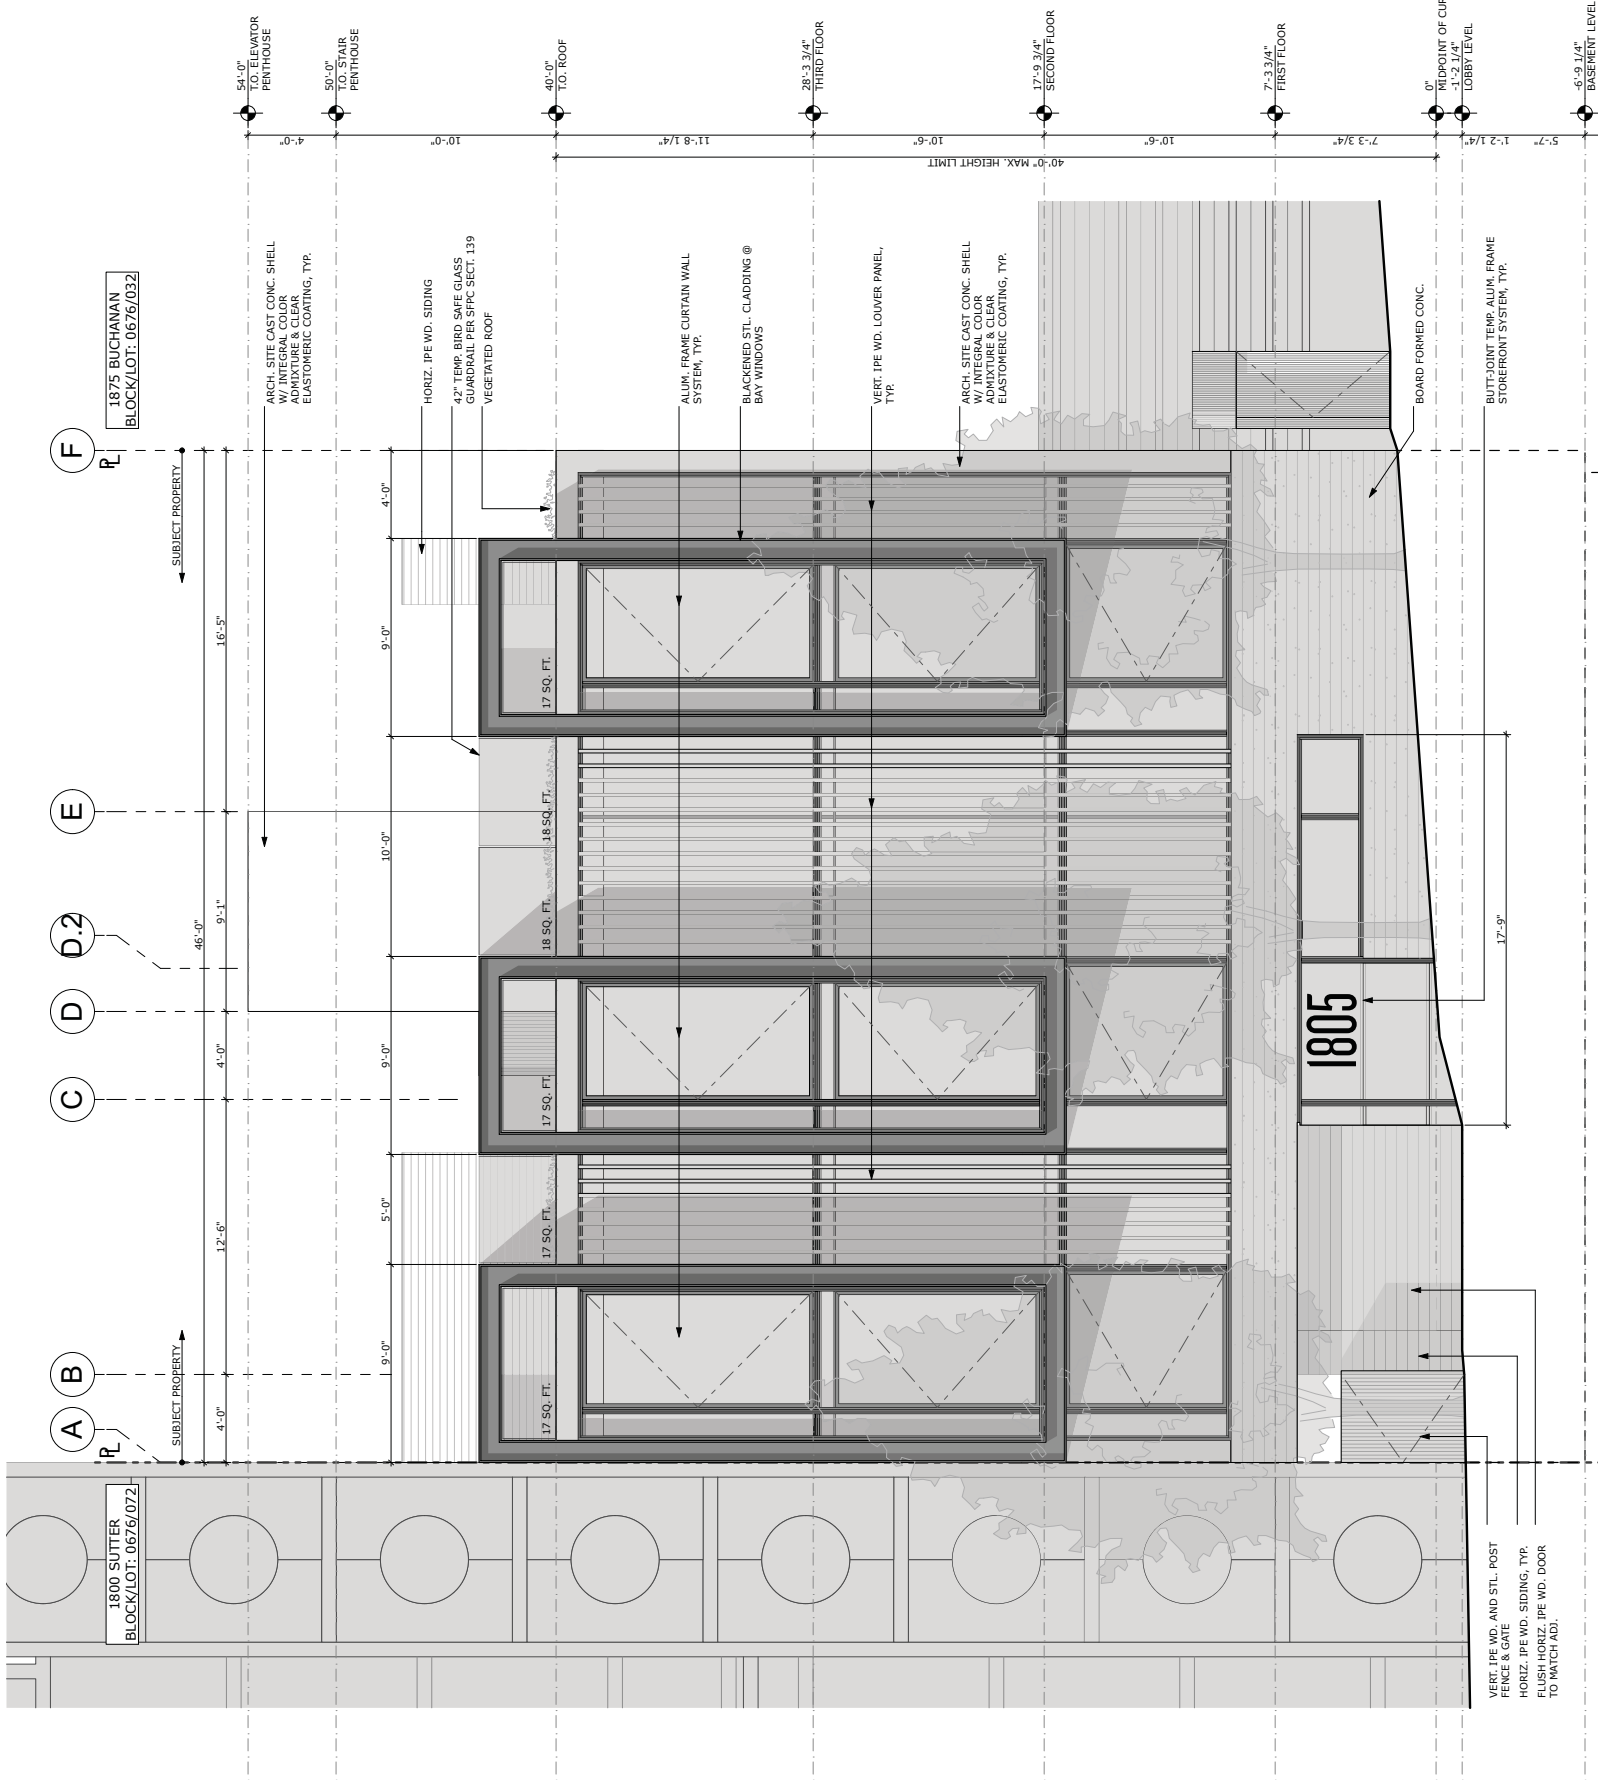 A
B
C
D
D.2
E
F
PL
PL
SUBJECT PROPERTY
SUBJECT PROPERTY
1800 SUTTER
BLOCK/LOT: 0676/072
1875 BUCHANAN
BLOCK/LOT: 0676/032
46'-0"
4'-0"
12'-6"
4'-0"
9'-1"
16'-5"
9'-0"
5'-0"
9'-0"
10'-0"
9'-0"
4'-0"
ARCH. SITE CAST CONC. SHELL
W/ INTEGRAL COLOR
ADMIXTURE & CLEAR
ELASTOMERIC COATING, TYP.
HORIZ. IPE WD. SIDING
42" TEMP. BIRD SAFE GLASS
GUARDRAIL PER SFPC SECT. 139
VEGETATED ROOF
ALUM. FRAME CURTAIN WALL
SYSTEM, TYP.
BLACKENED STL. CLADDING @
BAY WINDOWS
VERT. IPE WD. LOUVER PANEL,
TYP.
ARCH. SITE CAST CONC. SHELL
W/ INTEGRAL COLOR
ADMIXTURE & CLEAR
ELASTOMERIC COATING, TYP.
BOARD FORMED CONC.
BUTT-JOINT TEMP. ALUM. FRAME
STOREFRONT SYSTEM, TYP.
17 SQ. FT.
17 SQ. FT.
17 SQ. FT.
18 SQ. FT.
18 SQ. FT.
17 SQ. FT.
1805
17'-9"
VERT. IPE WD. AND STL. POST
FENCE & GATE
HORIZ. IPE WD. SIDING, TYP.
FLUSH HORIZ. IPE WD. DOOR
TO MATCH ADJ.
54'-0"
T.O. ELEVATOR
PENTHOUSE
50'-0"
T.O. STAIR
PENTHOUSE
40'-0"
T.O. ROOF
28'-3 3/4"
THIRD FLOOR
17'-9 3/4"
SECOND FLOOR
7'-3 3/4"
FIRST FLOOR
0"
MIDPOINT OF
-1'-2 1/4"
LOBBY LEVEL
-6'-9 1/4"
BASEMENT LEVEL
4'-0"
10'-0"
11'-8 1/4"
10'-6"
10'-6"
7'-3 3/4"
1'-2 1/4"
5'-7"
40'-0" MAX. HEIGHT LIMIT